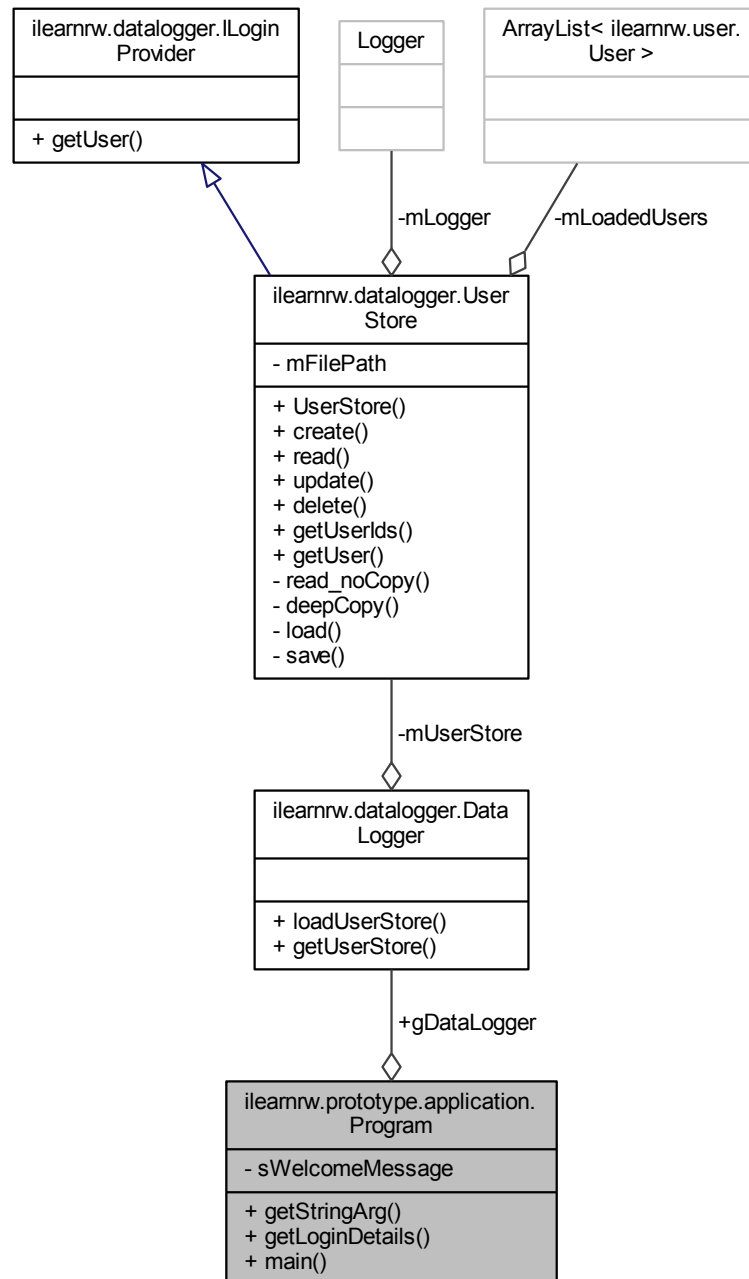 ilearnrw.datalogger.ILogin
Provider
+ getUser()
Logger
ArrayList< ilearnrw.user.
User >
-mLogger
-mLoadedUsers
ilearnrw.datalogger.User
Store
- mFilePath
+ UserStore()
+ create()
+ read()
+ update()
+ delete()
+ getUserIds()
+ getUser()
- read_noCopy()
- deepCopy()
- load()
- save()
-mUserStore
ilearnrw.datalogger.Data
Logger
+ loadUserStore()
+ getUserStore()
+gDataLogger
ilearnrw.prototype.application.
Program
- sWelcomeMessage
+ getStringArg()
+ getLoginDetails()
+ main()